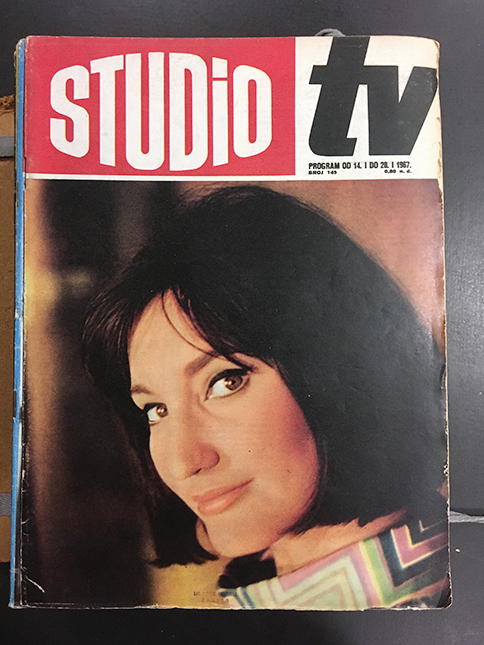 STUDiO
tv
PROGRAM OD 14. I DO 20. I 1967.
BROJ 145 0,80 n. d.